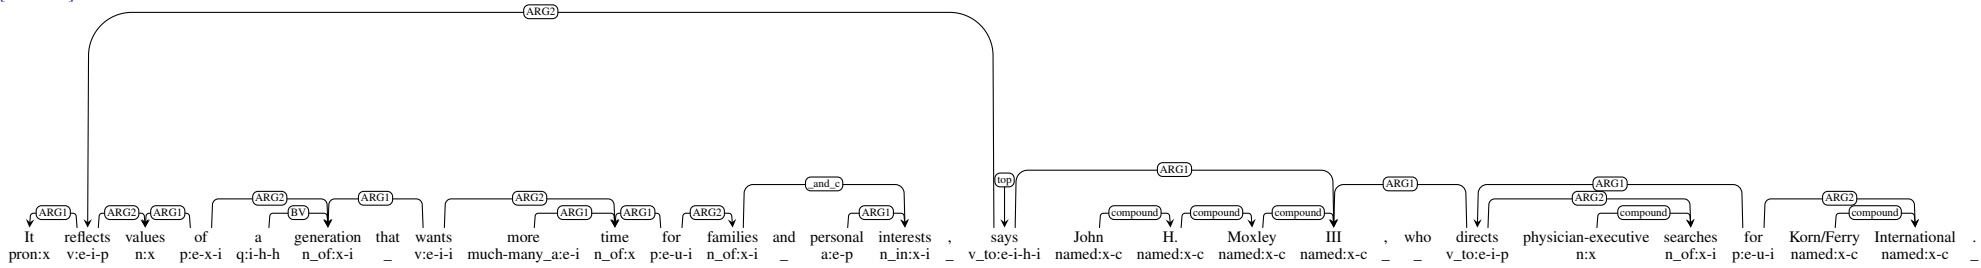 ARG2
top ARG1
_and_c ARG1 ARG1
ARG2 ARG1 ARG2 ARG2 ARG2
ARG1 ARG2 ARG1 BV ARG1 ARG1 ARG2 ARG1 compound compound compound compound compound
It reflects values of a generation that wants more time for families and personal interests , says John H. Moxley III , who directs physician-executive searches for Korn/Ferry International .
pron:x v:e-i-p n:x p:e-x-i q:i-h-h n_of:x-i _ v:e-i-i much-many_a:e-i n_of:x p:e-u-i n_of:x-i _ a:e-p n_in:x-i _ v_to:e-i-h-i named:x-c named:x-c named:x-c named:x-c _ _ v_to:e-i-p n:x n_of:x-i p:e-u-i named:x-c named:x-c _